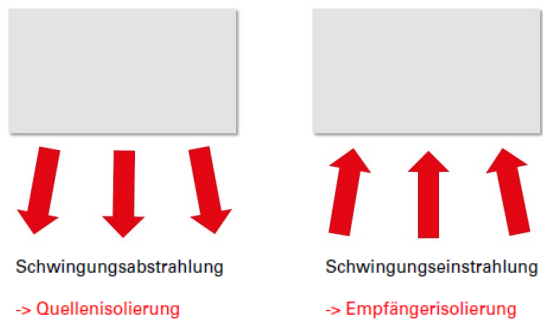 Schwingungsabstrahlung
-> Quellenisolierung
Schwingungseinstrahlung
-> Empfängerisolierung